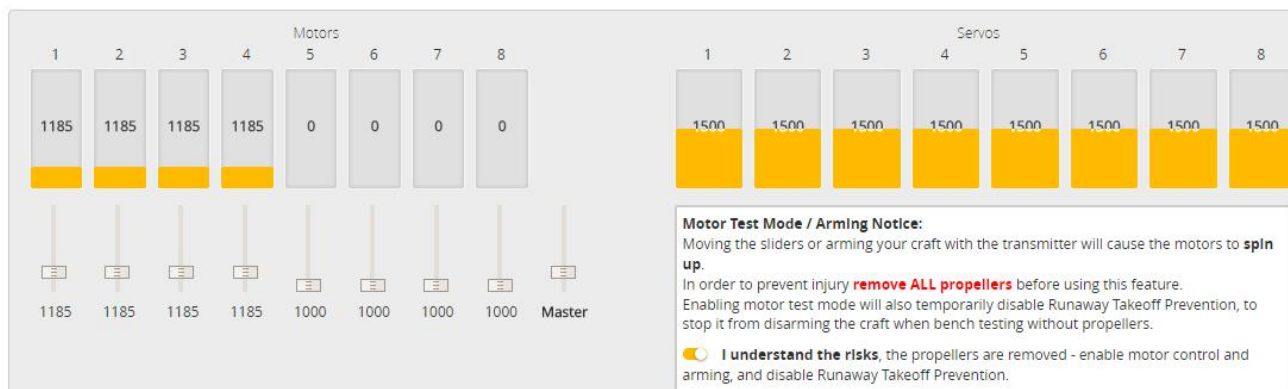 Motors
1 2 3 4 5 6 7 8
1185 1185 1185 1185 0 0 0 0
1185 1185 1185 1185 1000 1000 1000 1000 Master
Servos
1 2 3 4 5 6 7 8
1500 1500 1500 1500 1500 1500 1500 1500
Motor Test Mode / Arming Notice:
Moving the sliders or arming your craft with the transmitter will cause the motors to spin
up.
In order to prevent injury remove ALL propellers before using this feature.
Enabling motor test mode will also temporarily disable Runaway Takeoff Prevention, to
stop it from disarming the craft when bench testing without propellers.
I understand the risks, the propellers are removed - enable motor control and
arming, and disable Runaway Takeoff Prevention.